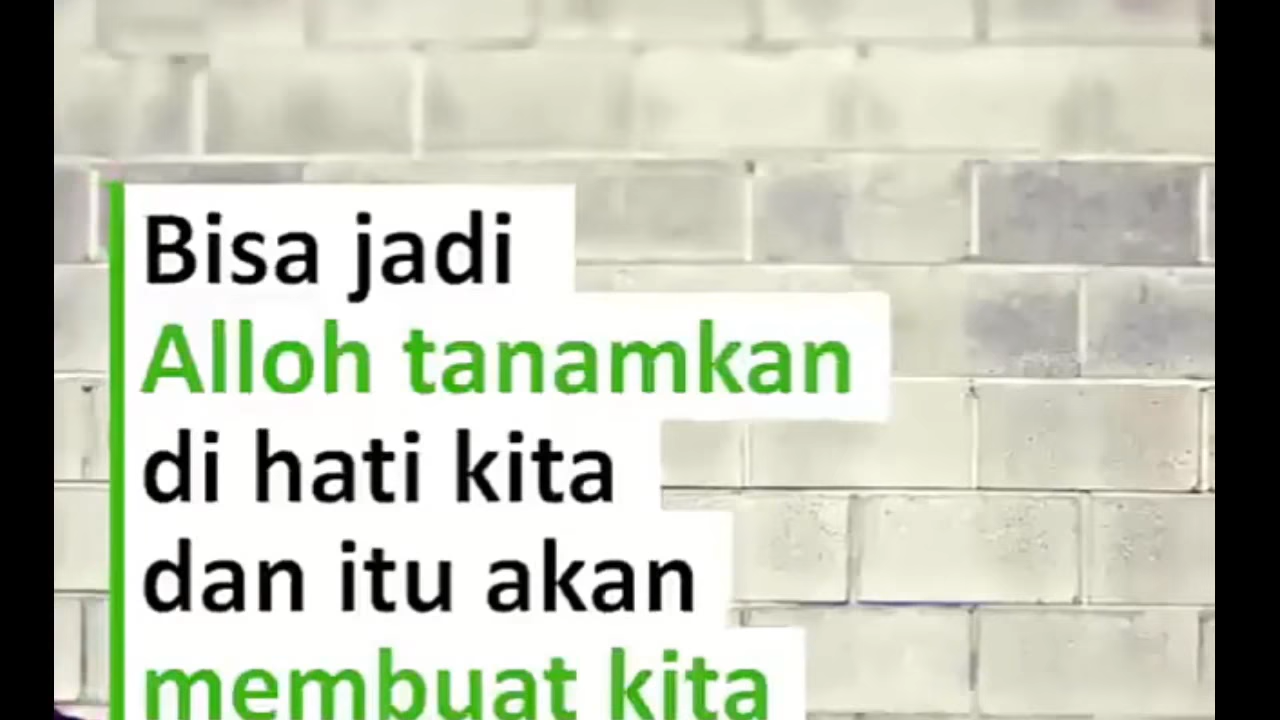 Bisa jadi
Alloh tanamkan
di hati kita
dan itu akan
membuat kita